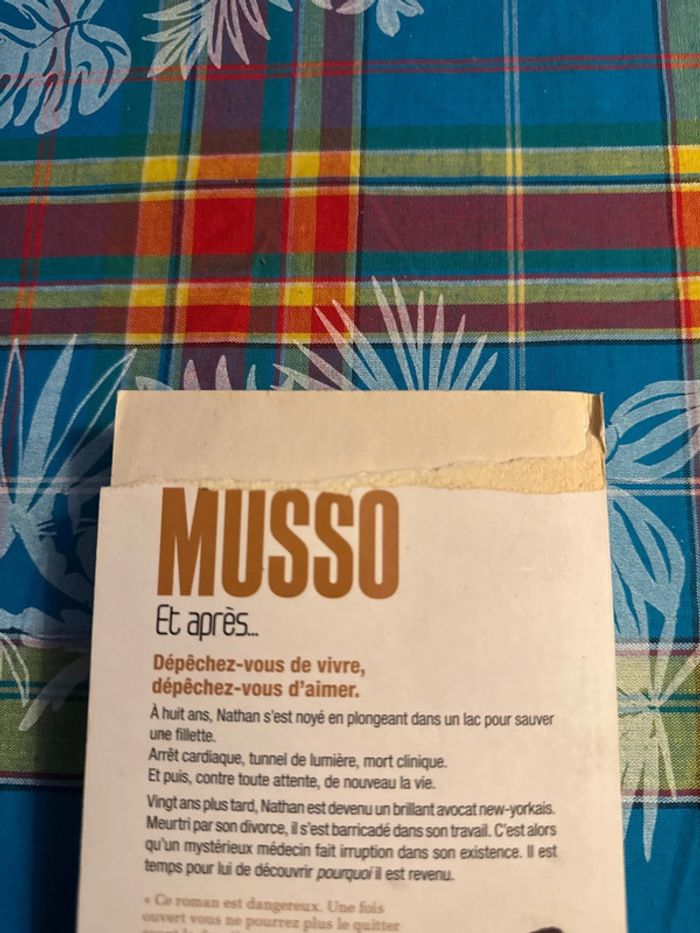 MUSSO
Et après...
Dépêchez-vous de vivre,
dépêchez-vous d'aimer.
À huit ans, Nathan s'est noyé en plongeant dans un lac pour sauver
une fillette.
Arrêt cardiaque, tunnel de lumière, mort clinique.
Et puis, contre toute attente, de nouveau la vie.
Vingt ans plus tard, Nathan est devenu un brillant avocat new-yorkais.
Meurtri par son divorce, il s'est barricadé dans son travail. C'est alors
qu'un mystérieux médecin fait irruption dans son existence. Il est
temps pour lui de découvrir pourquoi il est revenu.
« Ce roman est dangereux. Une fois
ouvert vous ne pourrez plus le quitter